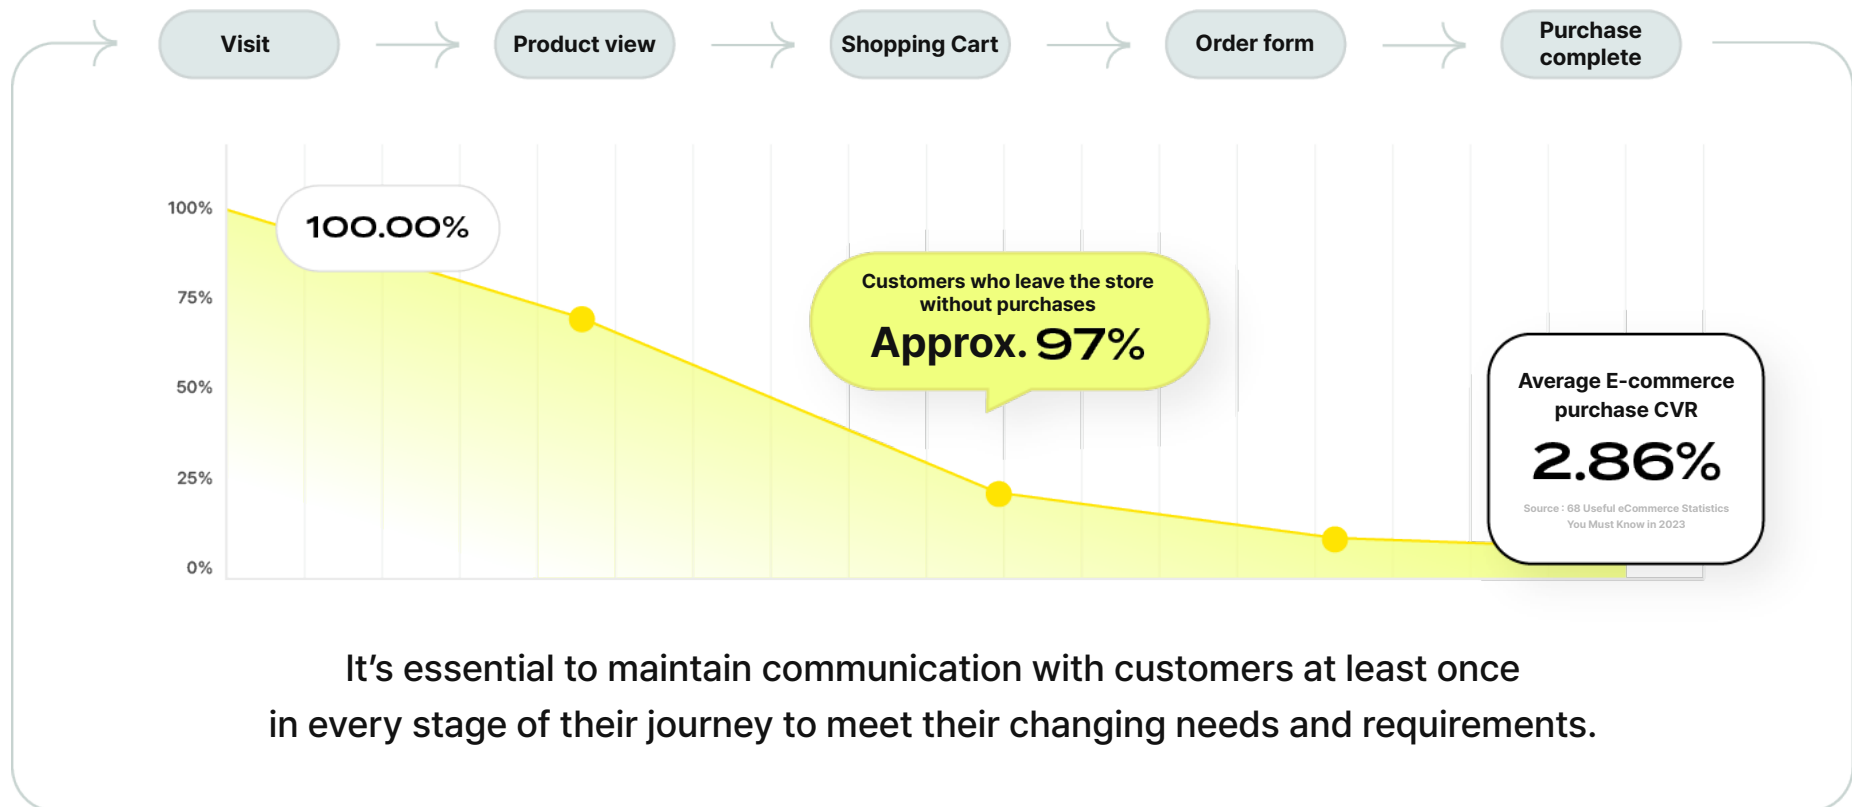 Visit
Product view
Shopping Cart
Order form
Purchase
complete
100%
100.00%
75%
50%
25%
0%
Customers who leave the store
without purchases
Approx. 97%
Average E-commerce
purchase CVR
2.86%
Source : 68 Useful eCommerce Statistics
You Must Know in 2023
It’s essential to maintain communication with customers at least once
in every stage of their journey to meet their changing needs and requirements.